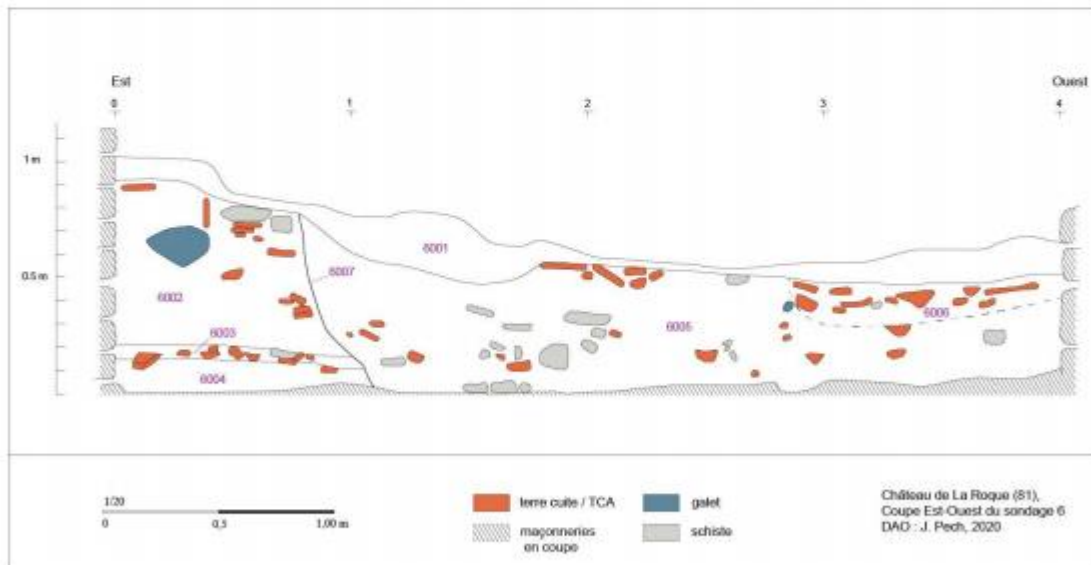 Est
Ouest
0 1 2 3 4
1 m
0.5 m
6001
6007
6002
6005
6006
6003
6004
1/20
0 0,5 1,00 m
terre cuite / TCA
maçonneries
en coupe
galet
schiste
Château de La Roque (81),
Coupe Est-Ouest du sondage 6
DAO : J. Pech, 2020